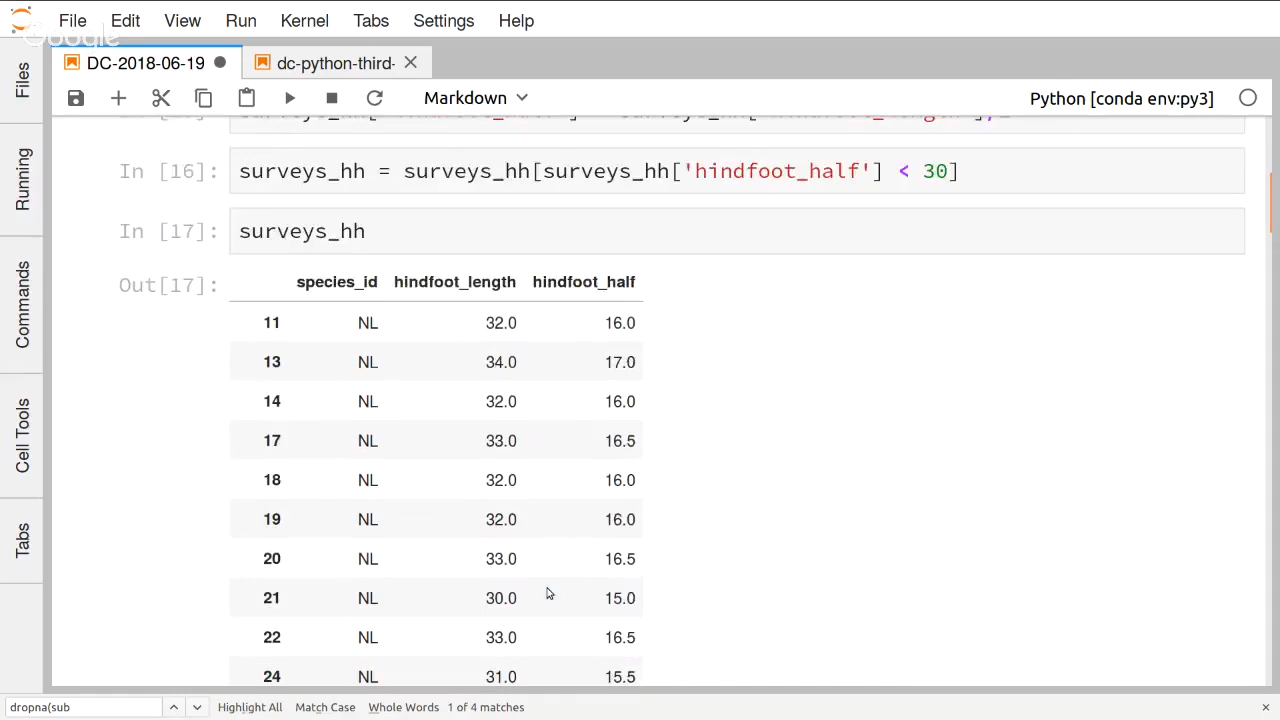 File Edit View Run Kernel Tabs Settings Help
Google
DC-2018-06-19 dc-python-third-
Markdown Python [conda env:py3]
In [16]: surveys_hh = surveys_hh[surveys_hh['hindfoot_half'] < 30]
In [17]: surveys_hh
Out[17]: species_id hindfoot_length hindfoot_half
11 NL 32.0 16.0
13 NL 34.0 17.0
14 NL 32.0 16.0
17 NL 33.0 16.5
18 NL 32.0 16.0
19 NL 32.0 16.0
20 NL 33.0 16.5
21 NL 30.0 15.0
22 NL 33.0 16.5
24 NL 31.0 15.5
Files
Running
Commands
Cell Tools
Tabs
dropna(sub Highlight All Match Case Whole Words 1 of 4 matches